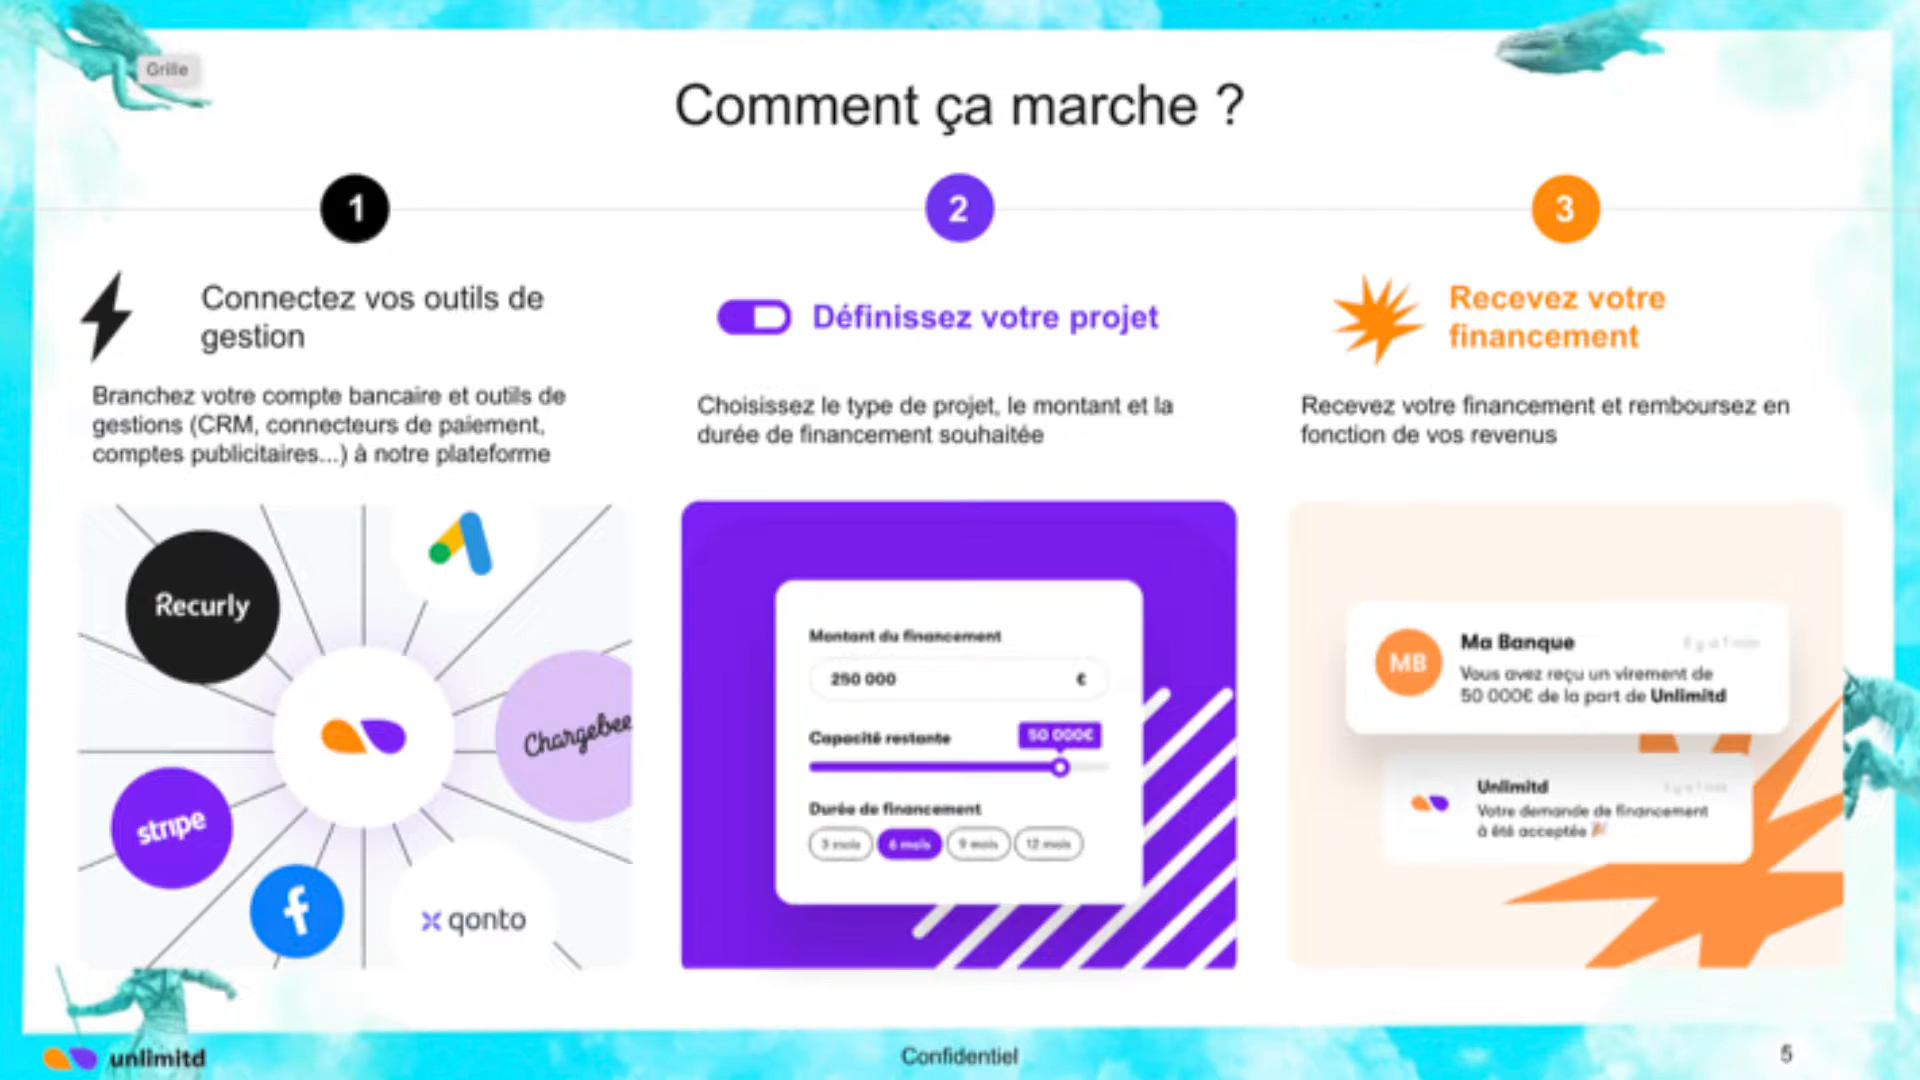 Grille
Comment ça marche ?
1
2
3
Connectez vos outils de
gestion
Branchez votre compte bancaire et outils de
gestions (CRM, connecteurs de paiement,
comptes publicitaires...) à notre plateforme
Recurly
Chargebee
stripe
f
qonto
Définissez votre projet
Choisissez le type de projet, le montant et la
durée de financement souhaitée
Montant du financement
250 000 €
Capacité restante 50 000€
Durée de financement
3 mois 6 mois 9 mois 12 mois
Recevez votre
financement
Recevez votre financement et remboursez en
fonction de vos revenus
MB
Ma Banque
Vous avez reçu un virement de
50 000€ de la part de Unlimitd
Unlimitd
Votre demande de financement
à été acceptée
unlimitd
Confidentiel
5